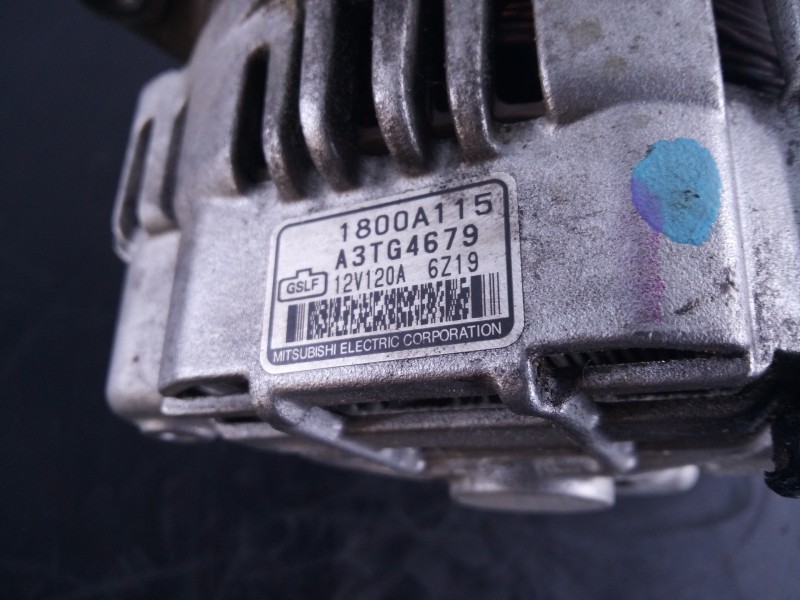 1800A115
A3TG4679
GSLF 12V120A 6Z19
MITSUBISHI ELECTRIC CORPORATION